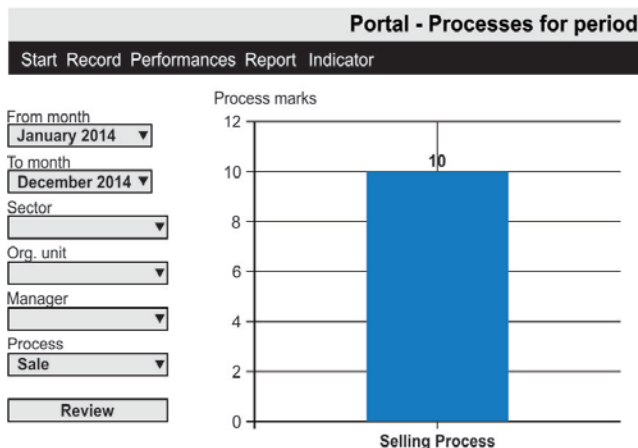 Portal - Processes for period
Start Record Performances Report Indicator
From month
January 2014
To month
December 2014
Sector
Org. unit
Manager
Process
Sale
Review
Process marks
12
10
10
8
6
4
2
0
Selling Process